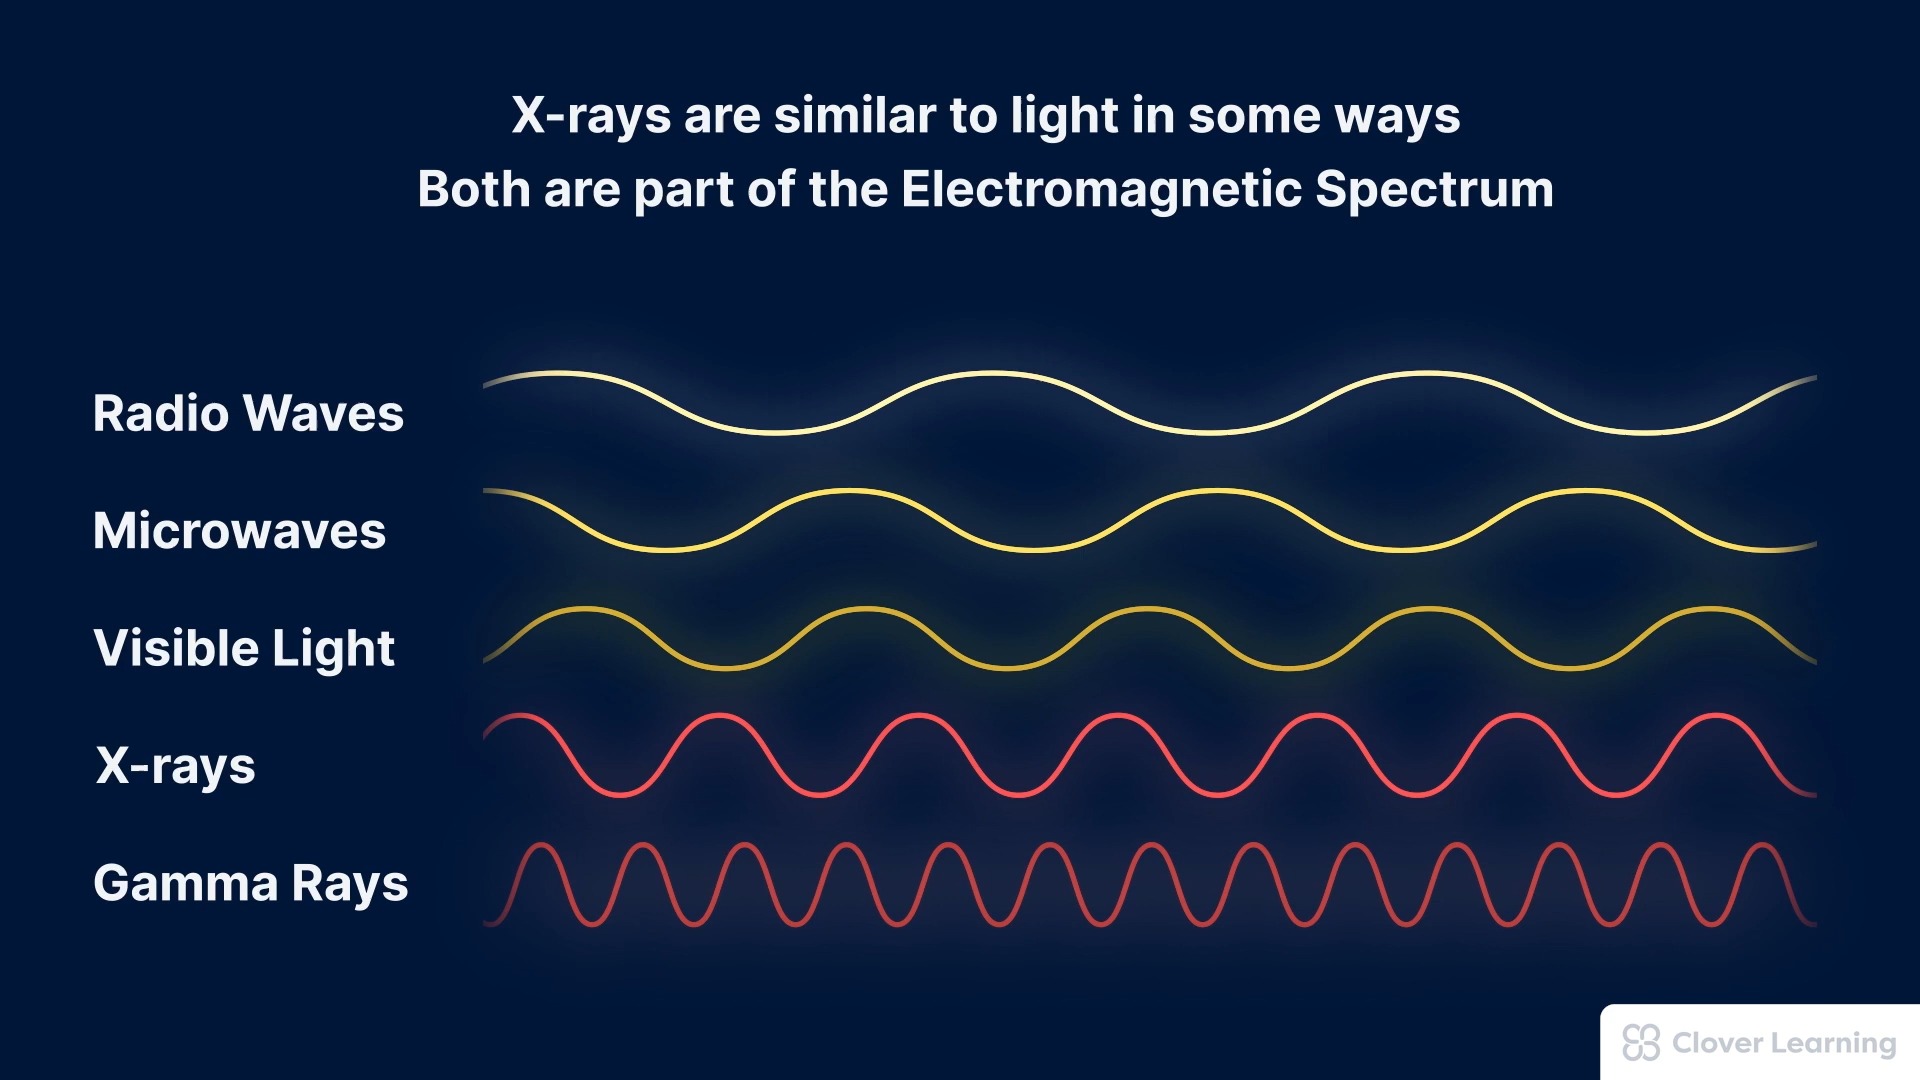 X-rays are similar to light in some ways
Both are part of the Electromagnetic Spectrum
Radio Waves
Microwaves
Visible Light
X-rays
Gamma Rays
Clover Learning